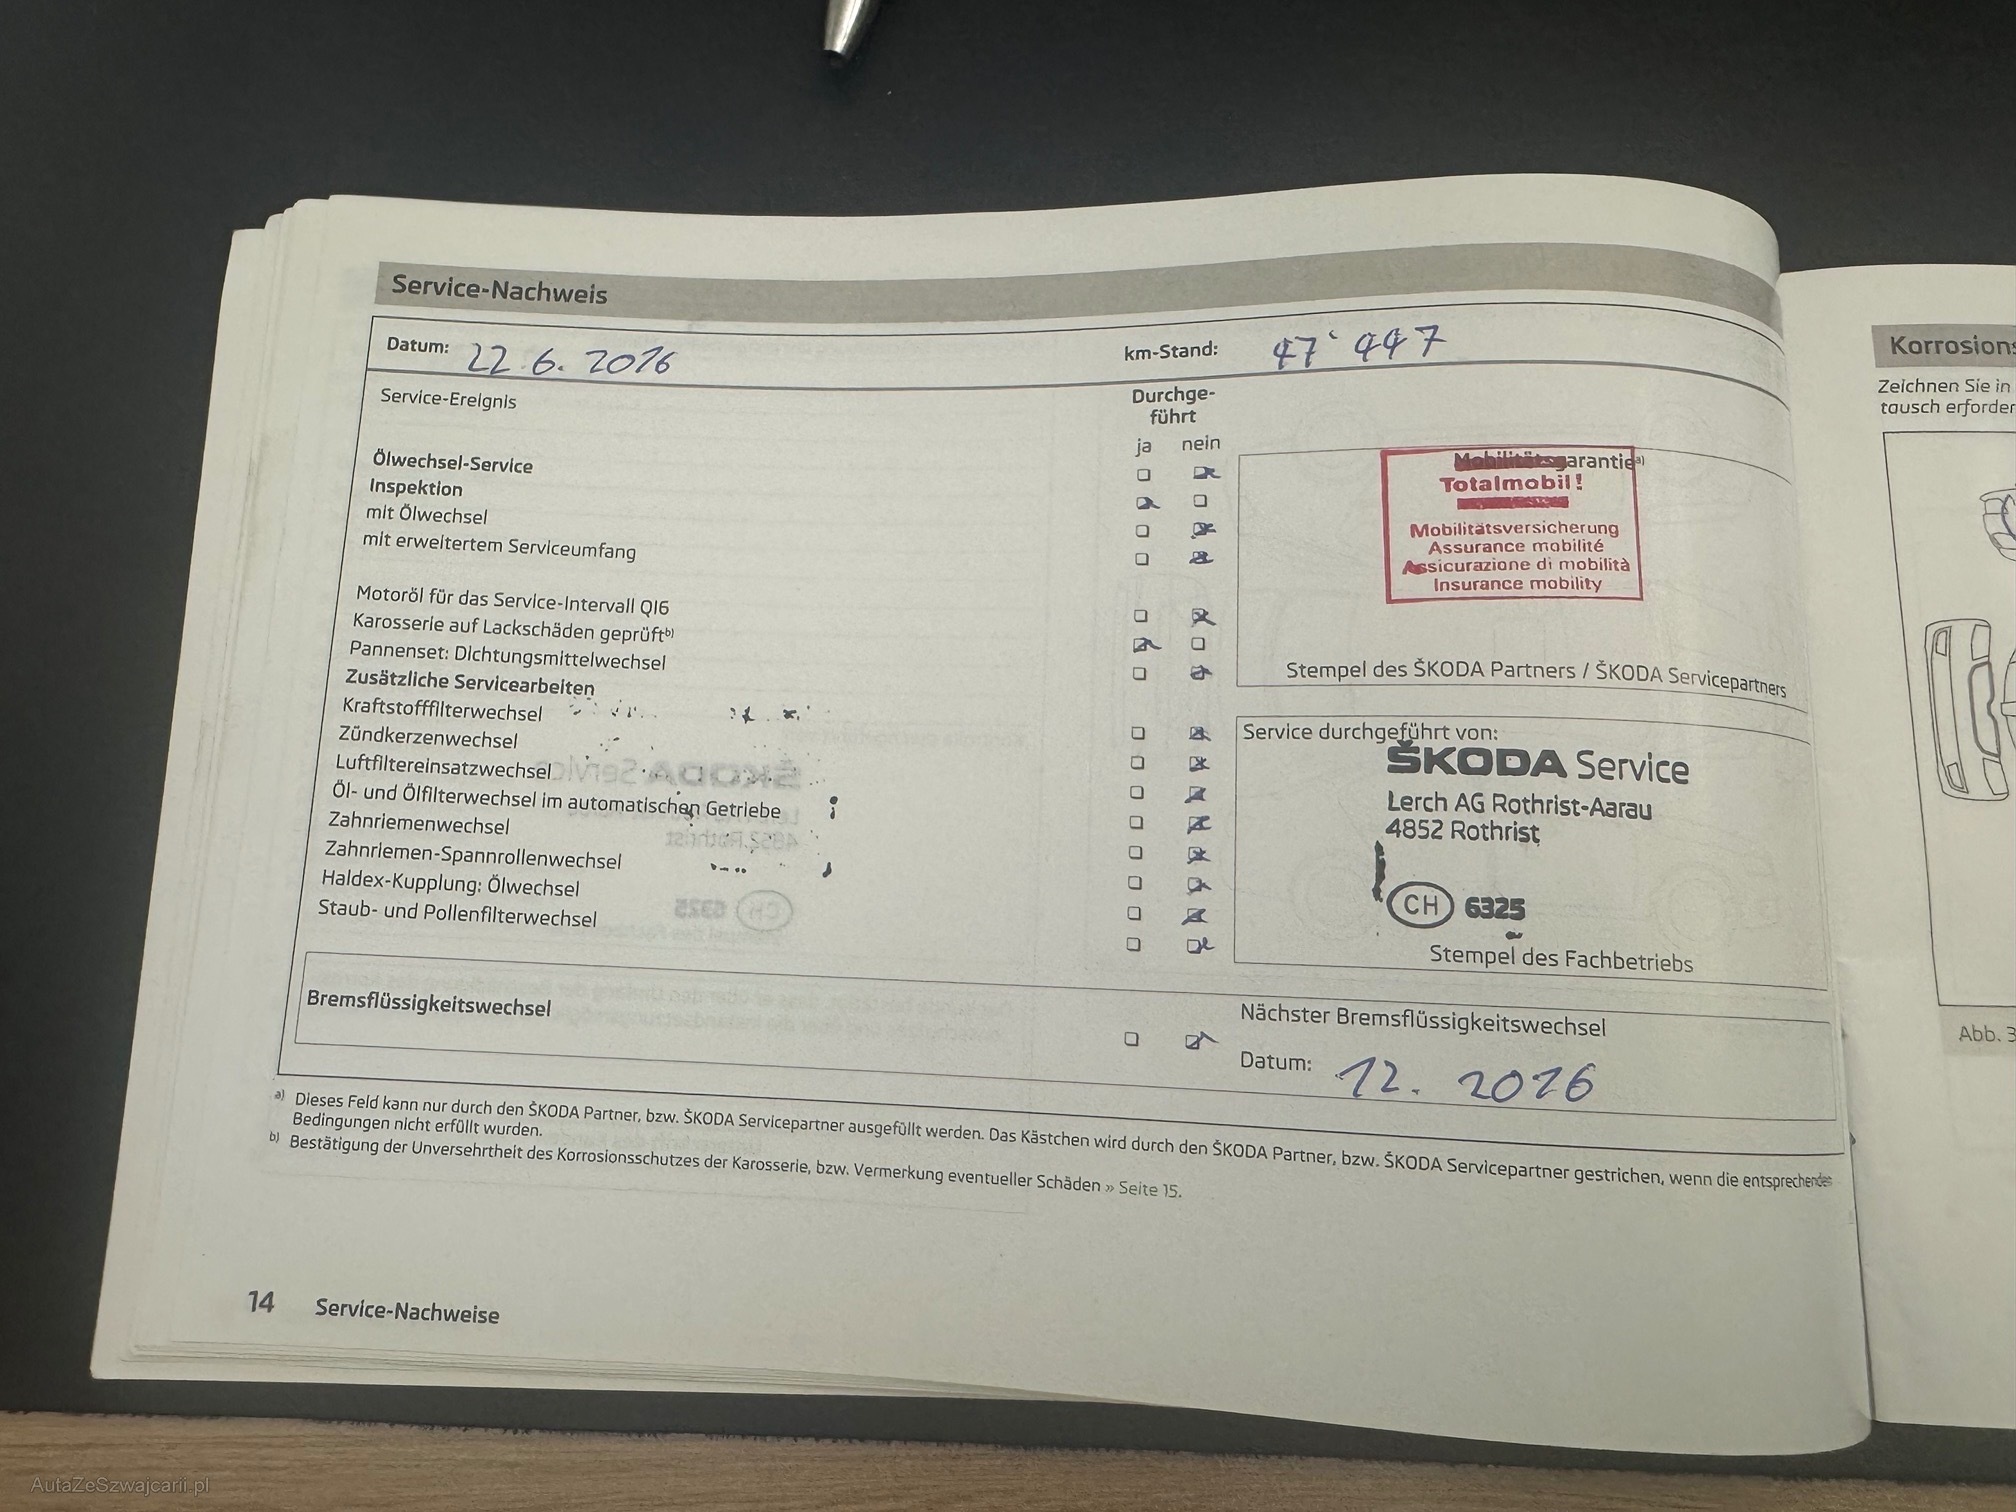 Service-Nachweis
Datum: 22.6.2016
km-Stand: 47'447
Service-Ereignis
Durchge-
führt
ja nein
Ölwechsel-Service
Inspektion
mit Ölwechsel
mit erweitertem Serviceumfang
Motoröl für das Service-Intervall QI6
Karosserie auf Lackschäden geprüft b)
Pannenset: Dichtungsmittelwechsel
Zusätzliche Servicearbeiten
Kraftstofffilterwechsel
Zündkerzenwechsel
Luftfiltereinsatzwechsel
Öl- und Ölfilterwechsel im automatischen Getriebe
Zahnriemenwechsel
Zahnriemen-Spannrollenwechsel
Haldex-Kupplung: Ölwechsel
Staub- und Pollenfilterwechsel
Mobilitätsgarantie a)
Totalmobil!
Mobilitätsversicherung
Assurance mobilité
Assicurazione di mobilità
Insurance mobility
Stempel des ŠKODA Partners / ŠKODA Servicepartners
Service durchgeführt von:
ŠKODA Service
Lerch AG Rothrist-Aarau
4852 Rothrist
CH 6325
Stempel des Fachbetriebs
Bremsflüssigkeitswechsel
Nächster Bremsflüssigkeitswechsel
Datum: 12.2016
a) Dieses Feld kann nur durch den ŠKODA Partner, bzw. ŠKODA Servicepartner ausgefüllt werden. Das Kästchen wird durch den ŠKODA Partner, bzw. ŠKODA Servicepartner gestrichen, wenn die entsprechenden
Bedingungen nicht erfüllt wurden.
b) Bestätigung der Unversehrtheit des Korrosionsschutzes der Karosserie, bzw. Vermerkung eventueller Schäden » Seite 15.
14 Service-Nachweise
Korrosions
Zeichnen Sie in
tausch erforder
Abb. 3
AutaZeSzwajcarii.pl